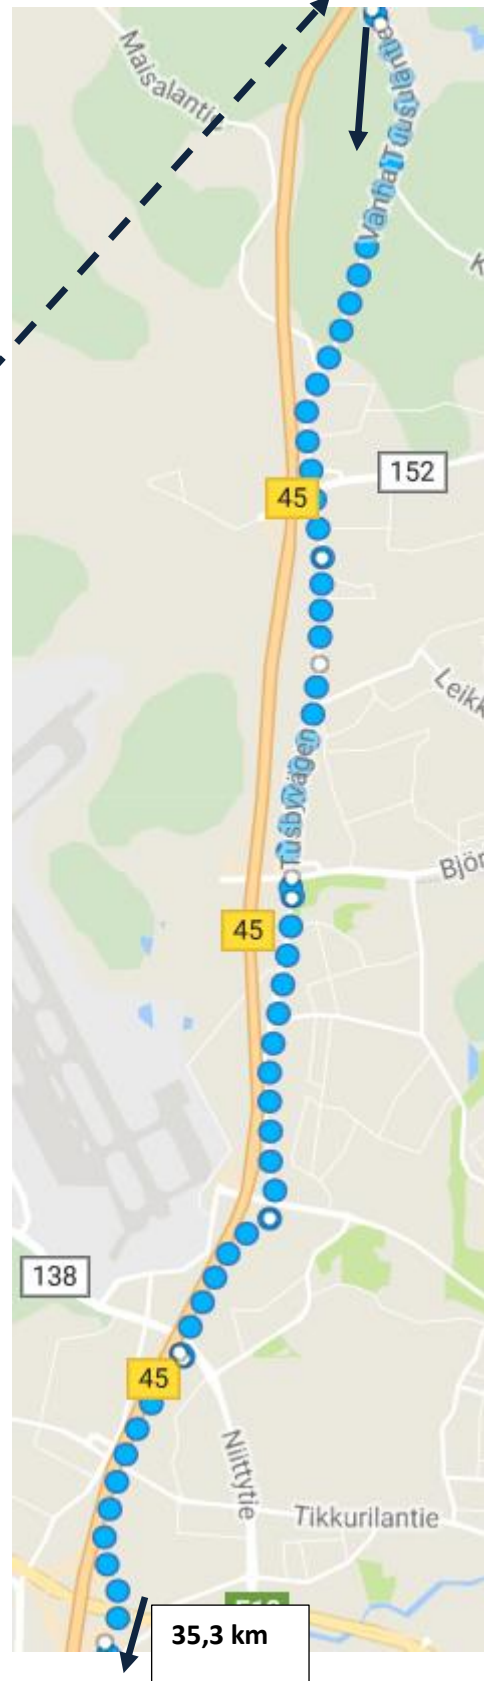 Maisalantie
Vanha Tuusulantie
K
152
45
Leikk
Tusbyvägen
Björ
45
138
45
Niittytie
Tikkurilantie
35,3 km